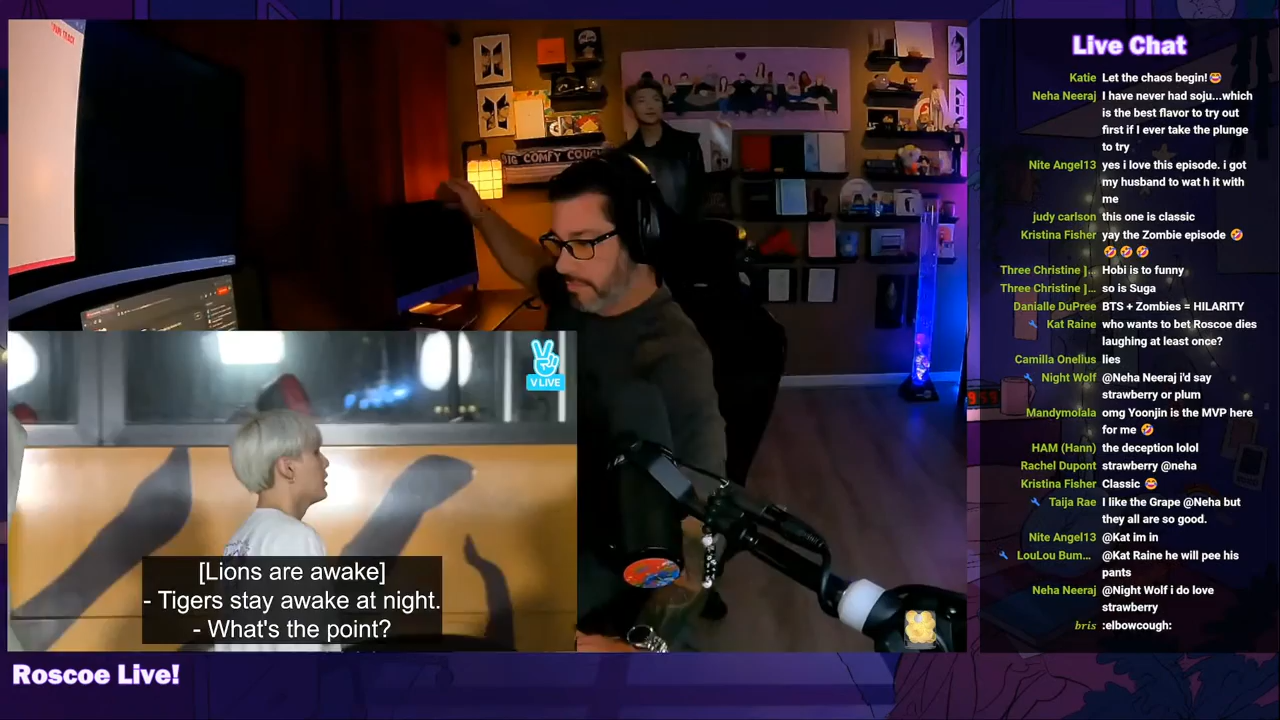 Live Chat
Katie Let the chaos begin!😆
Neha Neeraj I have never had soju...which
is the best flavor to try out
first if I ever take the plunge
to try
Nite Angel13 yes i love this episode. i got
my husband to wat h it with
me
judy carlson this one is classic
Kristina Fisher yay the Zombie episode 🤣
🤣🤣🤣
Three Christine J... Hobi is to funny
Three Christine J... so is Suga
Danialle DuPree BTS + Zombies = HILARITY
Kat Raine who wants to bet Roscoe dies
laughing at least once?
Camilla Onelius lies
Night Wolf @Neha Neeraj i'd say
strawberry or plum
Mandymolala omg Yoonjin is the MVP here
for me 🤣
HAM (Hann) the deception lolol
Rachel Dupont strawberry @neha
Kristina Fisher Classic 😆
Taija Rae I like the Grape @Neha but
they all are so good.
Nite Angel13 @Kat im in
LouLou Bum... @Kat Raine he will pee his
pants
Neha Neeraj @Night Wolf i do love
strawberry
bris :elbowcough:
BIG COMFY COUCH
V LIVE
9:59
[Lions are awake]
- Tigers stay awake at night.
- What's the point?
Roscoe Live!